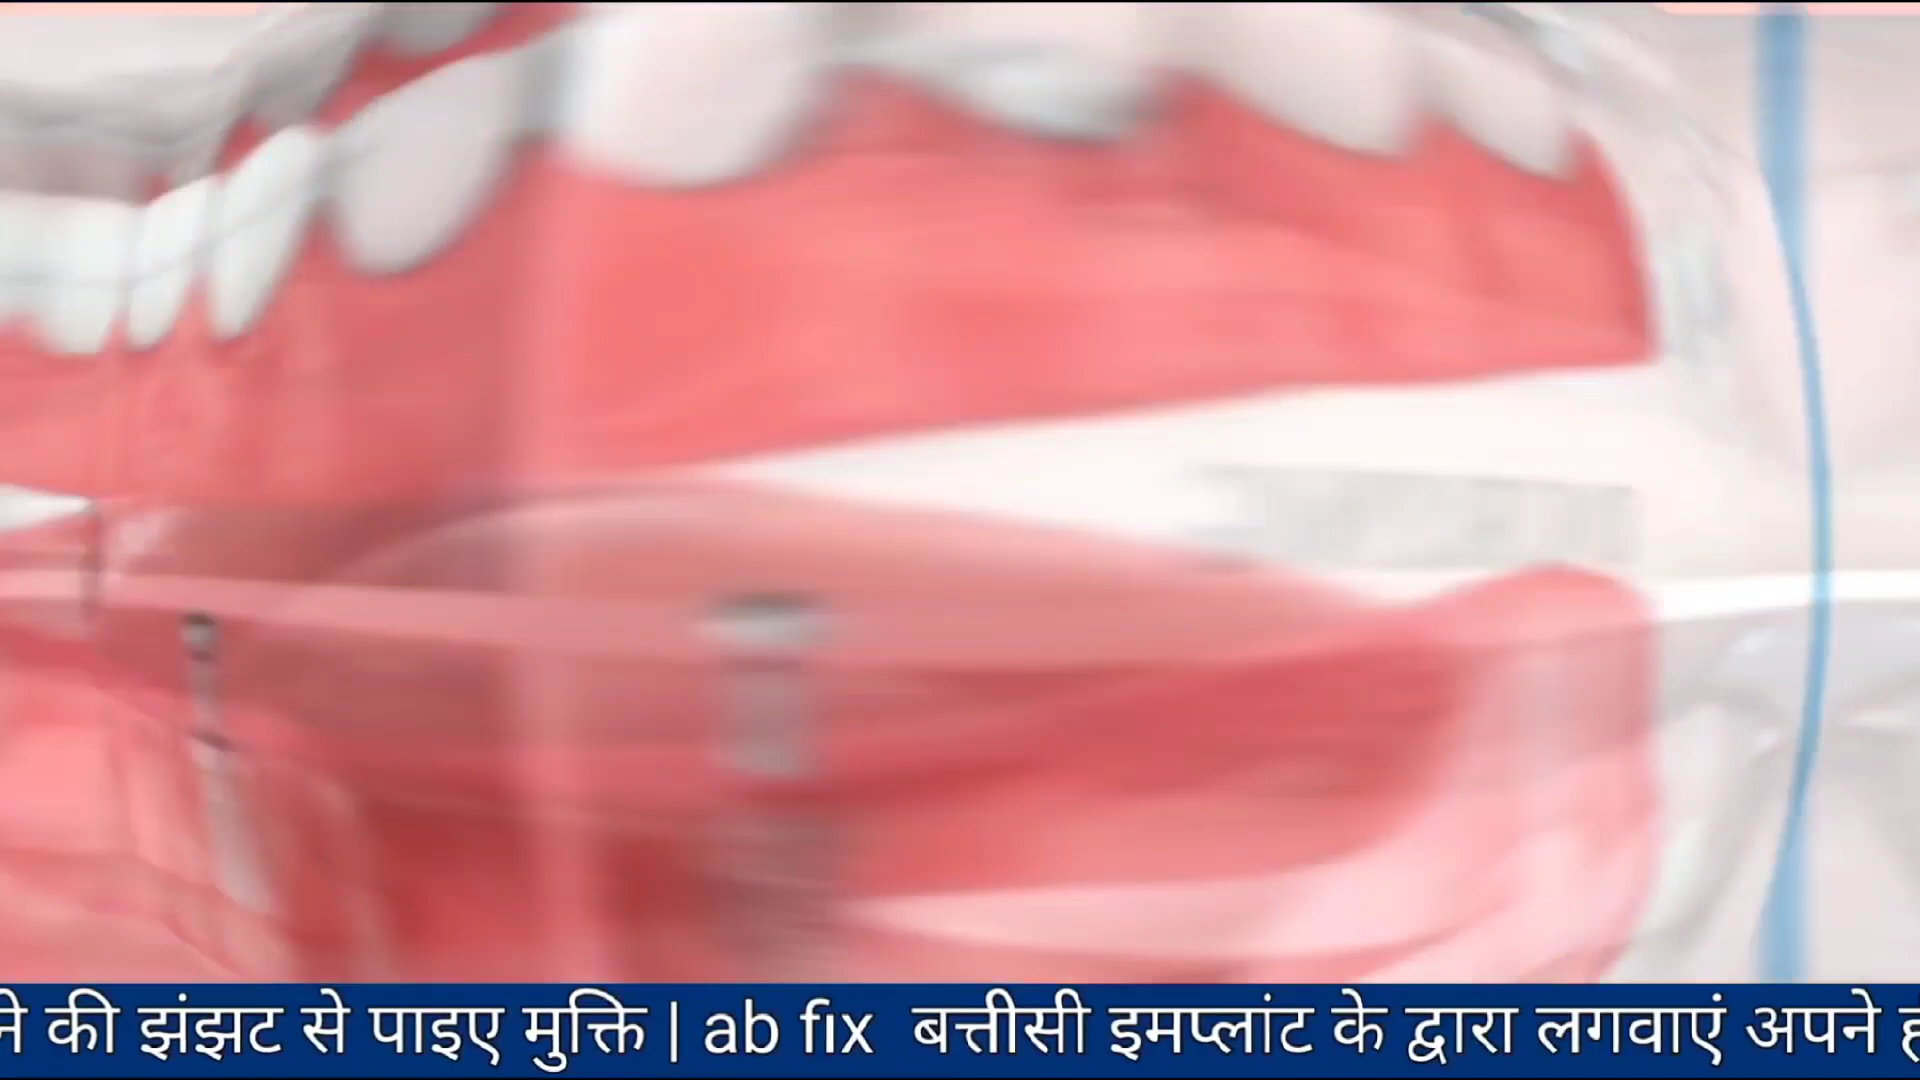 की झंझट से पाइए मुक्ति | ab fix बत्तीसी इमप्लांट के द्वारा लगवाएं अपने